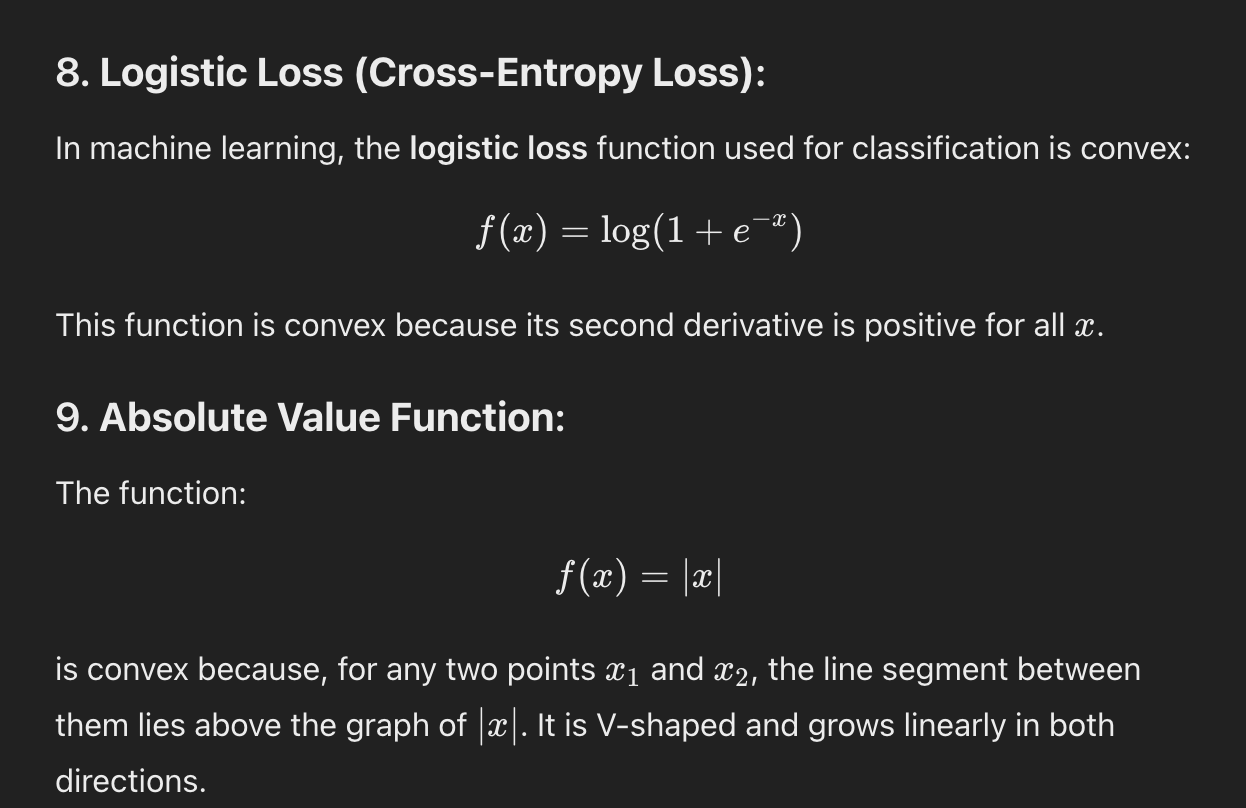 8. Logistic Loss (Cross-Entropy Loss):
In machine learning, the logistic loss function used for classification is convex:
f(x) = log(1 + e^{−x})
This function is convex because its second derivative is positive for all x.
9. Absolute Value Function:
The function:
f(x) = |x|
is convex because, for any two points x₁ and x₂, the line segment between
them lies above the graph of |x|. It is V-shaped and grows linearly in both
directions.